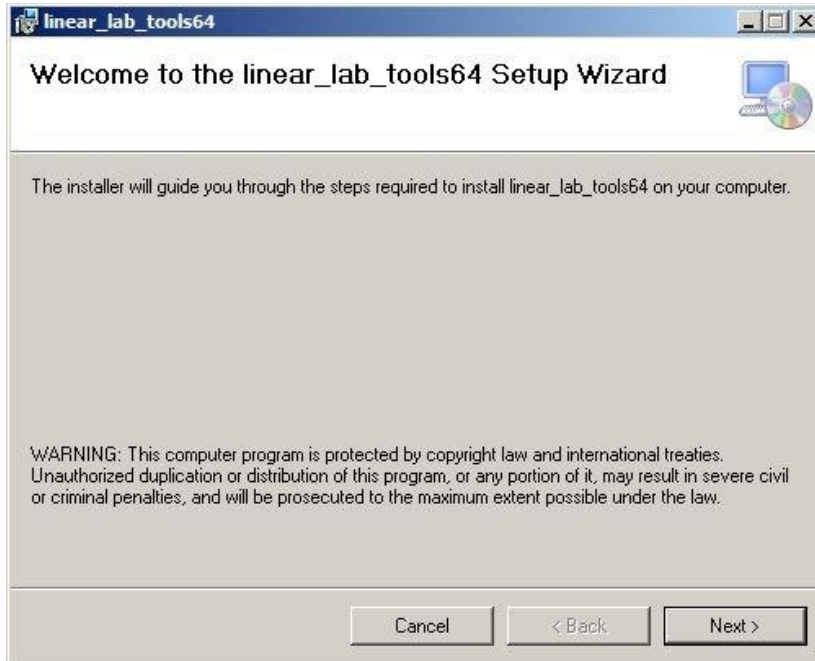 linear_lab_tools64
Welcome to the linear_lab_tools64 Setup Wizard
The installer will guide you through the steps required to install linear_lab_tools64 on your computer.
WARNING: This computer program is protected by copyright law and international treaties.
Unauthorized duplication or distribution of this program, or any portion of it, may result in severe civil
or criminal penalties, and will be prosecuted to the maximum extent possible under the law.
Cancel < Back Next >